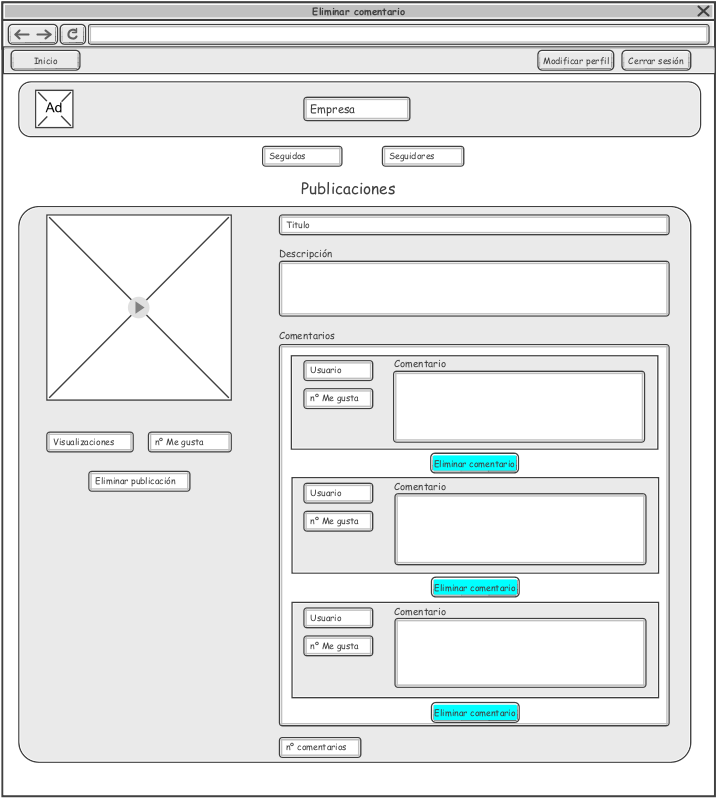 Eliminar comentario
Inicio
Modificar perfil
Cerrar sesión
Ad
Empresa
Seguidos
Seguidores
Publicaciones
Titulo
Descripción
Comentarios
Usuario
Comentario
nº Me gusta
Eliminar comentario
Visualizaciones
nº Me gusta
Eliminar publicación
Usuario
Comentario
nº Me gusta
Eliminar comentario
Usuario
Comentario
nº Me gusta
Eliminar comentario
nº comentarios